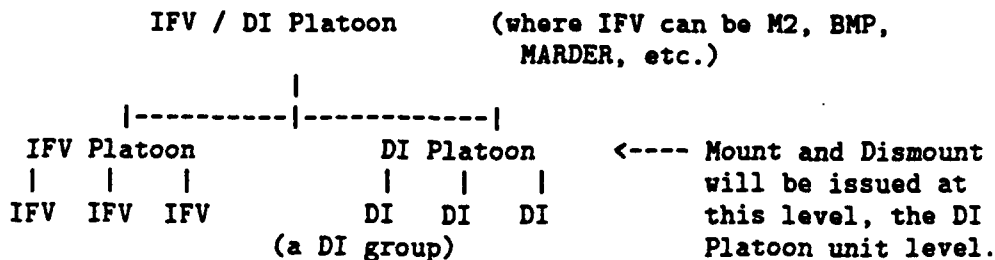 IFV / DI Platoon (where IFV can be M2, BMP,
MARDER, etc.)
|
|----------|------------|
IFV Platoon DI Platoon <---- Mount and Dismount
| | | | | | will be issued at
IFV IFV IFV DI DI DI this level, the DI
(a DI group) Platoon unit level.